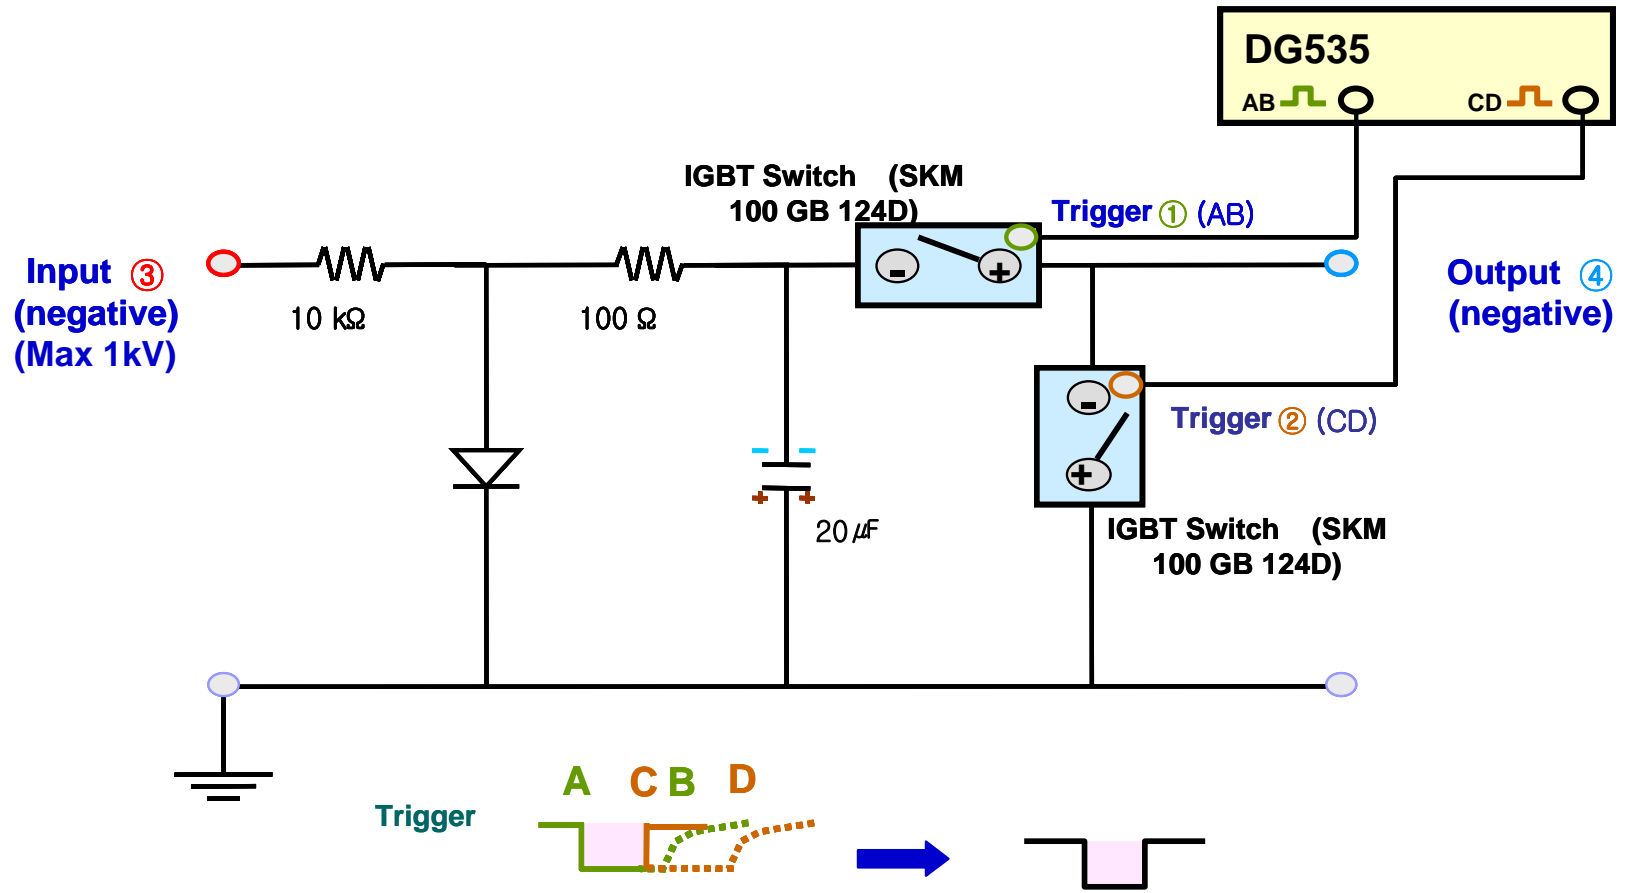 DG535
AB
CD
IGBT Switch (SKM
100 GB 124D)
Trigger ① (AB)
Input ③
(negative)
(Max 1kV)
10 kΩ
100 Ω
-
+
Output ④
(negative)
-
+
Trigger ② (CD)
- -
+ +
20 μF
IGBT Switch (SKM
100 GB 124D)
A C B D
Trigger